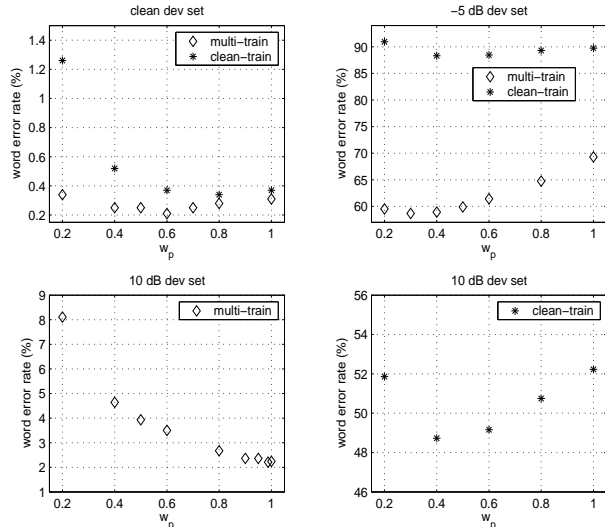 clean dev set
1.4
1.2
1
0.8
0.6
0.4
0.2
word error rate (%)
multi−train
clean−train
0.2 0.4 0.6 0.8 1
w_p
−5 dB dev set
90
85
80
75
70
65
60
word error rate (%)
multi−train
clean−train
0.2 0.4 0.6 0.8 1
w_p
10 dB dev set
9
8
7
6
5
4
3
2
1
word error rate (%)
multi−train
0.2 0.4 0.6 0.8 1
w_p
10 dB dev set
56
54
52
50
48
46
word error rate (%)
clean−train
0.2 0.4 0.6 0.8 1
w_p